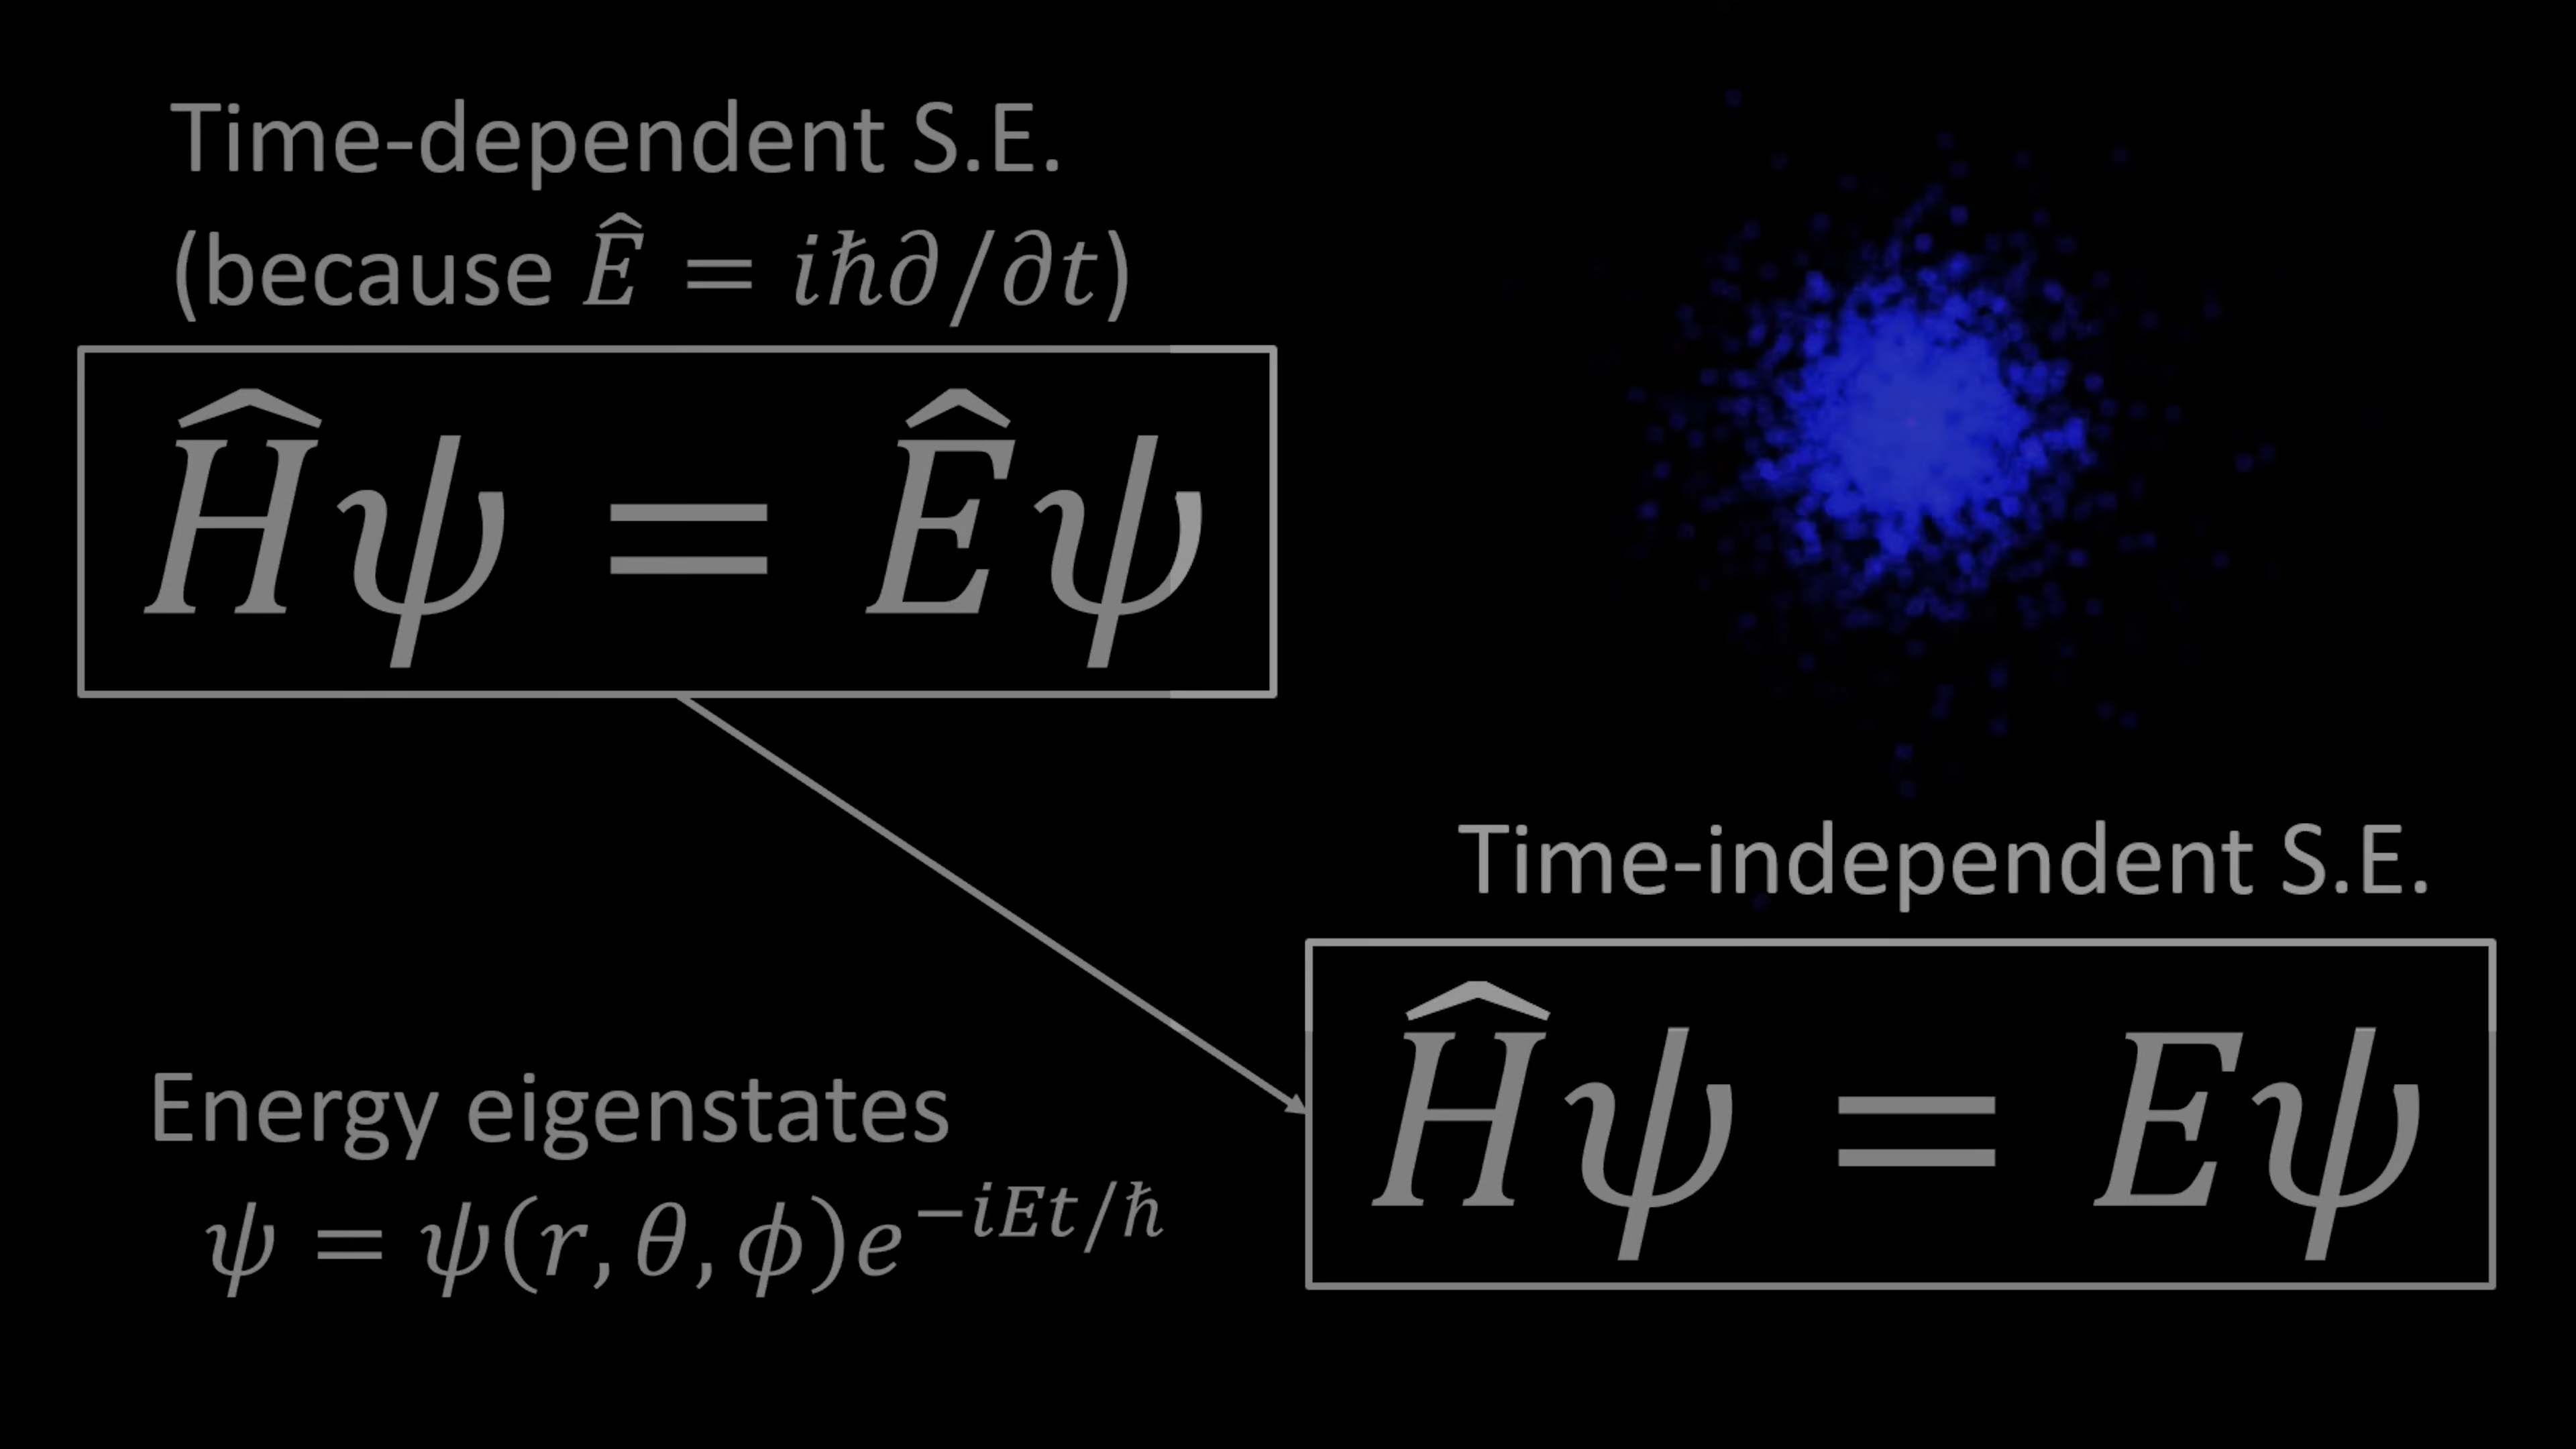 Time-dependent S.E.
(because Ê = iℏ∂/∂t)
Ĥψ = Êψ
Time-independent S.E.
Ĥψ = Eψ
Energy eigenstates
ψ = ψ(r, θ, ϕ)e^{−iEt/ℏ}